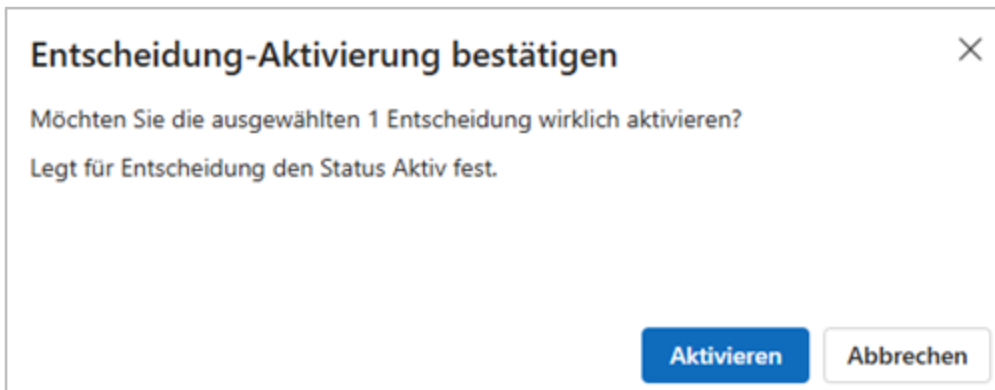 Entscheidung-Aktivierung bestätigen
Möchten Sie die ausgewählten 1 Entscheidung wirklich aktivieren?
Legt für Entscheidung den Status Aktiv fest.
Aktivieren Abbrechen